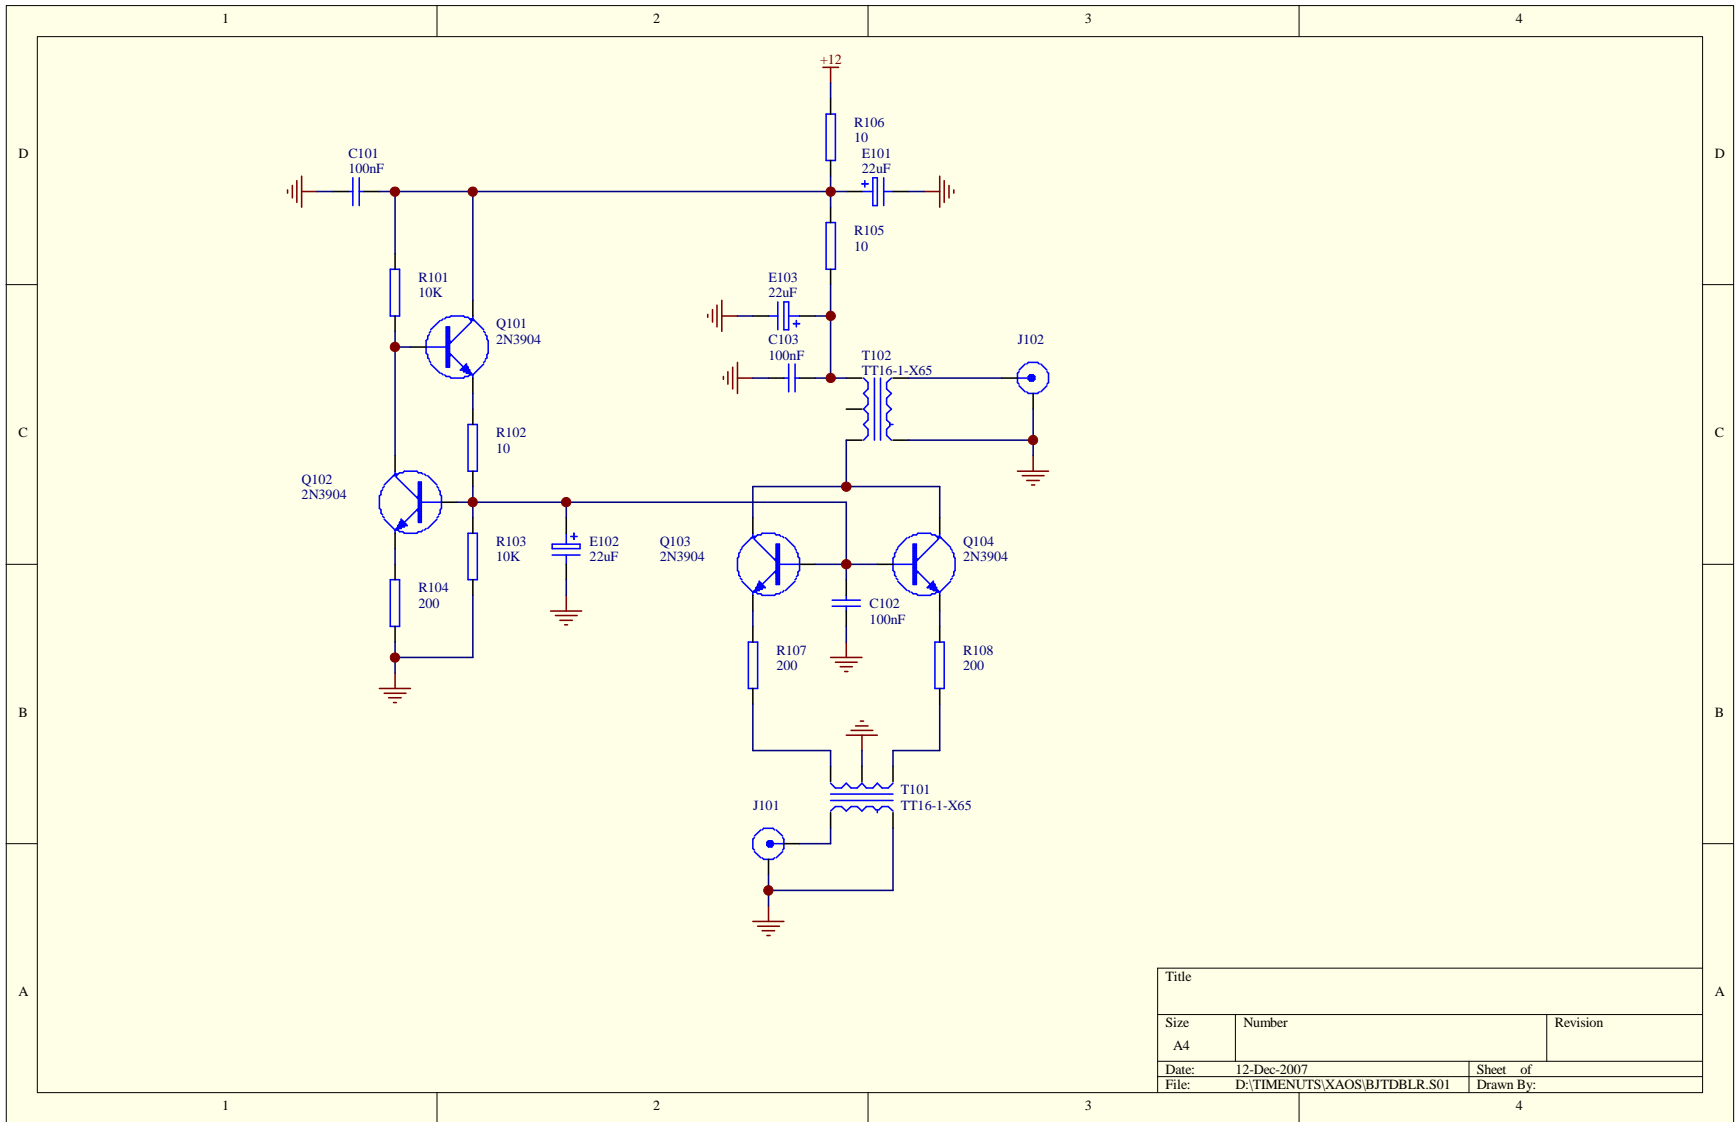 1 2 3 4
+12
R106
10
D D
C101
100nF
E101
22uF
R105
10
R101
10K
E103
22uF
Q101
2N3904
C103
100nF
J102
T102
TT16-1-X65
C C
R102
10
Q102
2N3904
R103
10K
E102
22uF
Q103
2N3904
Q104
2N3904
R104
200
C102
100nF
R107
200
R108
200
B B
T101
TT16-1-X65
J101
A A
Title
Size Number Revision
A4
Date: 12-Dec-2007 Sheet of
File: D:\TIMENUTS\XAOS\BJTDBLR.S01 Drawn By:
1 2 3 4